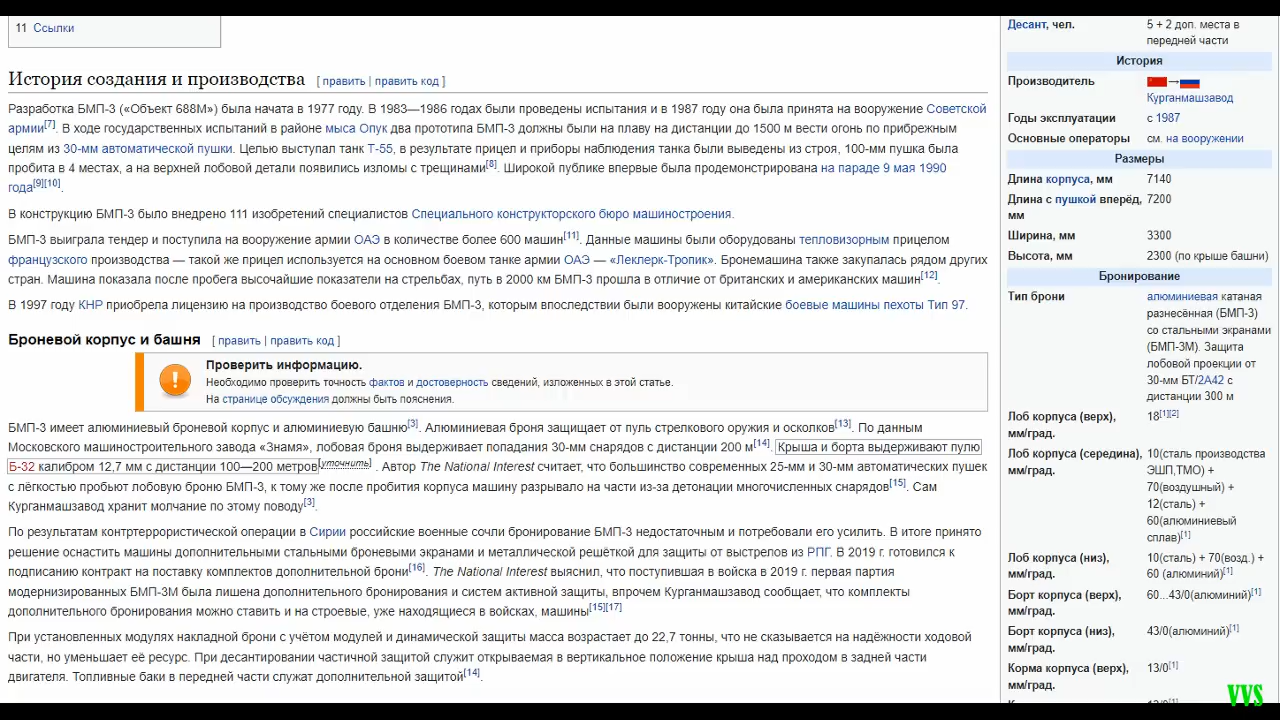 11 Ссылки
История создания и производства [ править | править код ]
Разработка БМП-3 («Объект 688М») была начата в 1977 году. В 1983—1986 годах были проведены испытания и в 1987 году она была принята на вооружение Советской
армии[7]. В ходе государственных испытаний в районе мыса Опук два прототипа БМП-3 должны были на плаву на дистанции до 1500 м вести огонь по прибрежным
целям из 30-мм автоматической пушки. Целью выступал танк Т-55, в результате прицел и приборы наблюдения танка были выведены из строя, 100-мм пушка была
пробита в 4 местах, а на верхней лобовой детали появились изломы с трещинами[8]. Широкой публике впервые была продемонстрирована на параде 9 мая 1990
года[9][10].
В конструкцию БМП-3 было внедрено 111 изобретений специалистов Специального конструкторского бюро машиностроения.
БМП-3 выиграла тендер и поступила на вооружение армии ОАЭ в количестве более 600 машин[11]. Данные машины были оборудованы тепловизорным прицелом
французского производства — такой же прицел используется на основном боевом танке армии ОАЭ — «Леклерк-Тропик». Бронемашина также закупалась рядом других
стран. Машина показала после пробега высочайшие показатели на стрельбах, путь в 2000 км БМП-3 прошла в отличие от британских и американских машин[12].
В 1997 году КНР приобрела лицензию на производство боевого отделения БМП-3, которым впоследствии были вооружены китайские боевые машины пехоты Тип 97.
Броневой корпус и башня [ править | править код ]
Проверить информацию.
Необходимо проверить точность фактов и достоверность сведений, изложенных в этой статье.
На странице обсуждения должны быть пояснения.
БМП-3 имеет алюминиевый броневой корпус и алюминиевую башню[3]. Алюминиевая броня защищает от пуль стрелкового оружия и осколков[13]. По данным
Московского машиностроительного завода «Знамя», лобовая броня выдерживает попадания 30-мм снарядов с дистанции 200 м[14]. Крыша и борта выдерживают пулю
Б-32 калибром 12,7 мм с дистанции 100—200 метров[уточнить] . Автор The National Interest считает, что большинство современных 25-мм и 30-мм автоматических пушек
с лёгкостью пробьют лобовую броню БМП-3, к тому же после пробития корпуса машину разрывало на части из-за детонации многочисленных снарядов[15]. Сам
Курганмашзавод хранит молчание по этому поводу[3].
По результатам контртеррористической операции в Сирии российские военные сочли бронирование БМП-3 недостаточным и потребовали его усилить. В итоге принято
решение оснастить машины дополнительными стальными броневыми экранами и металлической решёткой для защиты от выстрелов из РПГ. В 2019 г. готовился к
подписанию контракт на поставку комплектов дополнительной брони[16]. The National Interest выяснил, что поступившая в войска в 2019 г. первая партия
модернизированных БМП-3М была лишена дополнительного бронирования и систем активной защиты, впрочем Курганмашзавод сообщает, что комплекты
дополнительного бронирования можно ставить и на строевые, уже находящиеся в войсках, машины[15][17]
При установленных модулях накладной брони с учётом модулей и динамической защиты масса возрастает до 22,7 тонны, что не сказывается на надёжности ходовой
части, но уменьшает её ресурс. При десантировании частичной защитой служит открываемая в вертикальное положение крыша над проходом в задней части
двигателя. Топливные баки в передней части служат дополнительной защитой[14].
Десант, чел. 5 + 2 доп. места в
передней части
История
Производитель →
Курганмашзавод
Годы эксплуатации с 1987
Основные операторы см. на вооружении
Размеры
Длина корпуса, мм 7140
Длина с пушкой вперёд, 7200
мм
Ширина, мм 3300
Высота, мм 2300 (по крыше башни)
Бронирование
Тип брони алюминиевая катаная
разнесённая (БМП-3)
со стальными экранами
(БМП-3М). Защита
лобовой проекции от
30-мм БТ/2А42 с
дистанции 300 м
Лоб корпуса (верх), 18[1][2]
мм/град.
Лоб корпуса (середина), 10(сталь производства
мм/град. ЭШП,ТМО) +
70(воздушный) +
12(сталь) +
60(алюминиевый
сплав)[1]
Лоб корпуса (низ), 10(сталь) + 70(возд.) +
мм/град. 60 (алюминий)[1]
Борт корпуса (верх), 60...43/0(алюминий)[1]
мм/град.
Борт корпуса (низ), 43/0(алюминий)[1]
мм/град.
Корма корпуса (верх), 13/0[1]
мм/град.
VVS